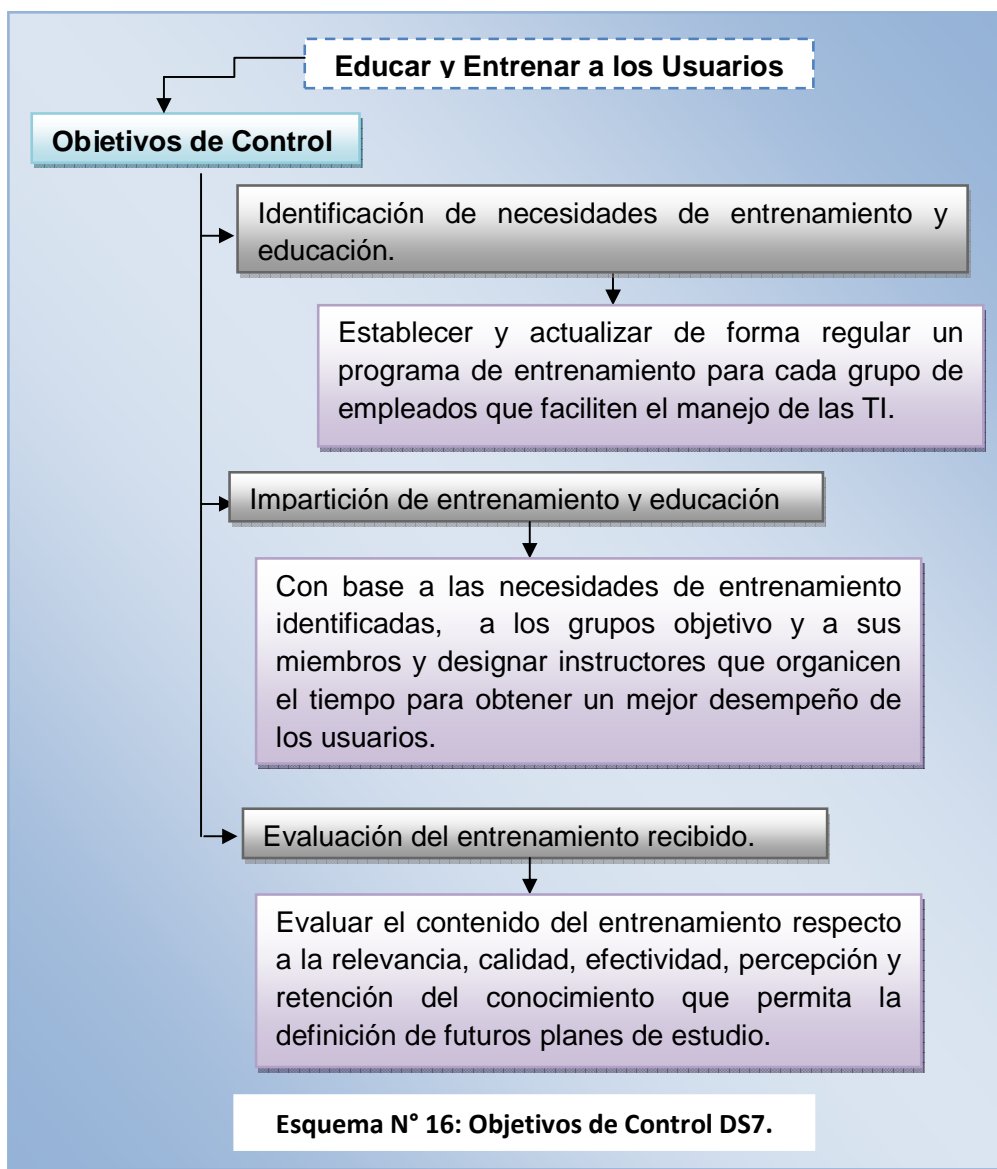 Educar y Entrenar a los Usuarios
Objetivos de Control
Identificación de necesidades de entrenamiento y
educación.
Establecer y actualizar de forma regular un
programa de entrenamiento para cada grupo de
empleados que faciliten el manejo de las TI.
Impartición de entrenamiento y educación
Con base a las necesidades de entrenamiento
identificadas, a los grupos objetivo y a sus
miembros y designar instructores que organicen
el tiempo para obtener un mejor desempeño de
los usuarios.
Evaluación del entrenamiento recibido.
Evaluar el contenido del entrenamiento respecto
a la relevancia, calidad, efectividad, percepción y
retención del conocimiento que permita la
definición de futuros planes de estudio.
Esquema N° 16: Objetivos de Control DS7.